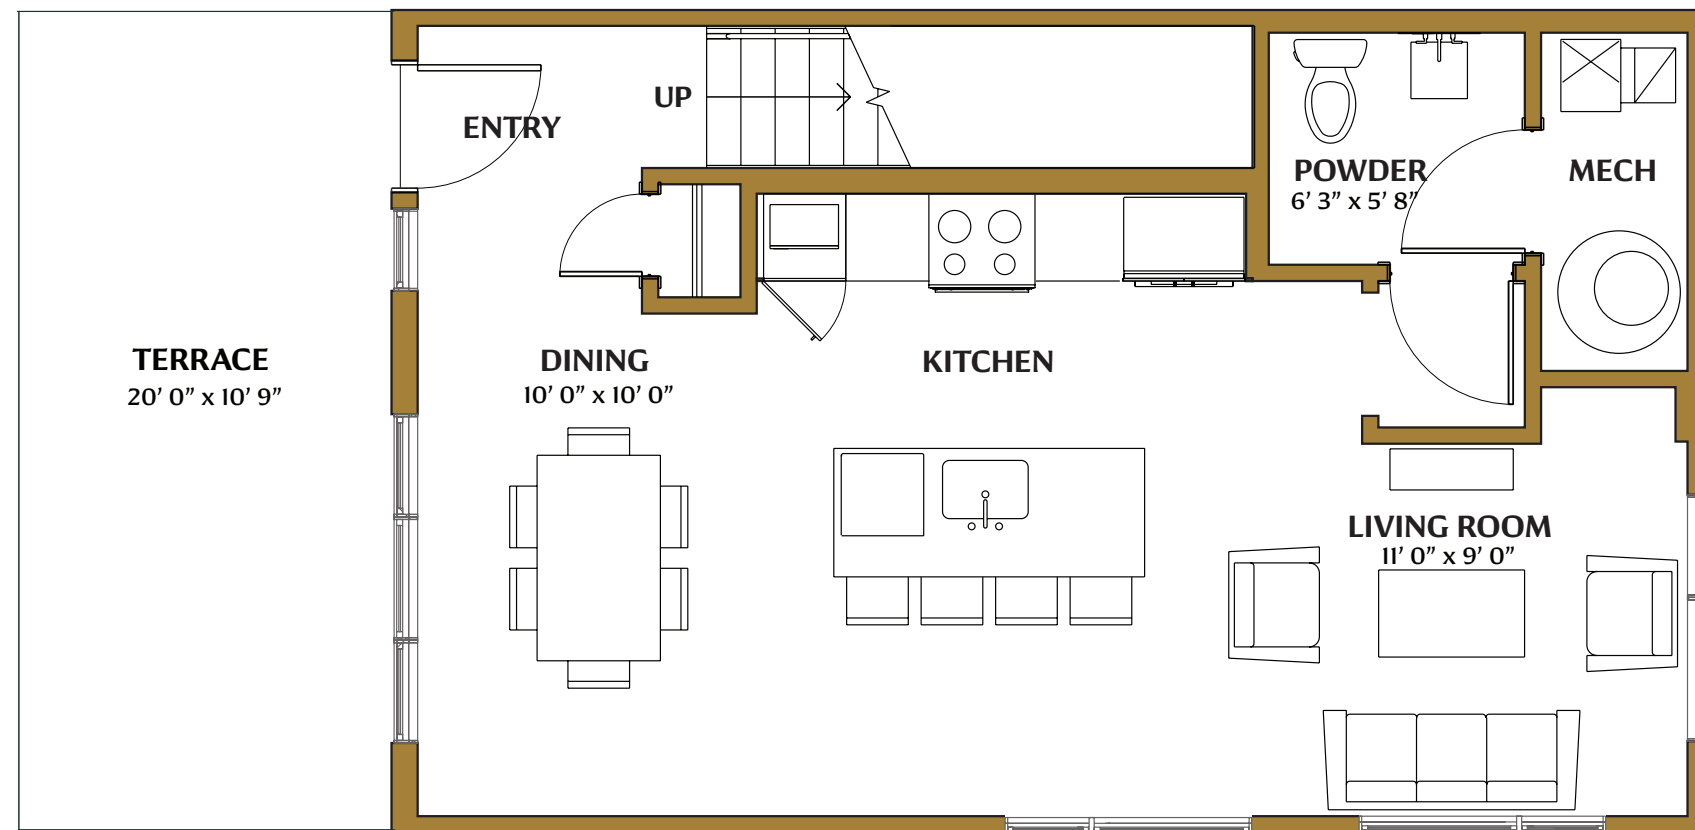 UP
ENTRY
POWDER
6' 3" x 5' 8"
MECH
TERRACE
20' 0" x 10' 9"
DINING
10' 0" x 10' 0"
KITCHEN
LIVING ROOM
11' 0" x 9' 0"